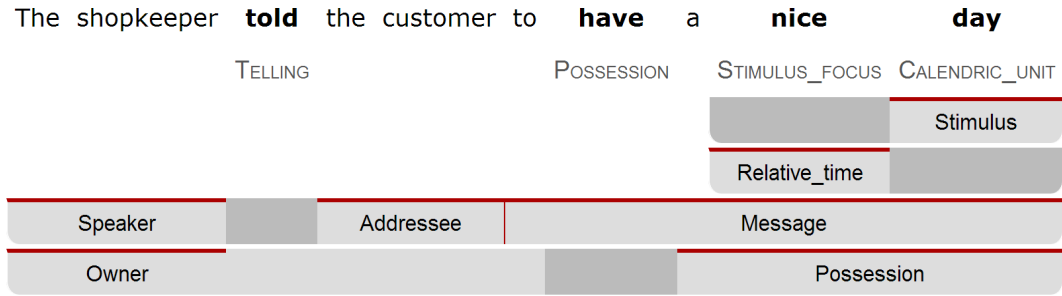 The shopkeeper told the customer to have a nice day
TELLING POSSESSION STIMULUS_FOCUS CALENDRIC_UNIT
Stimulus
Relative_time
Speaker Addressee Message
Owner Possession